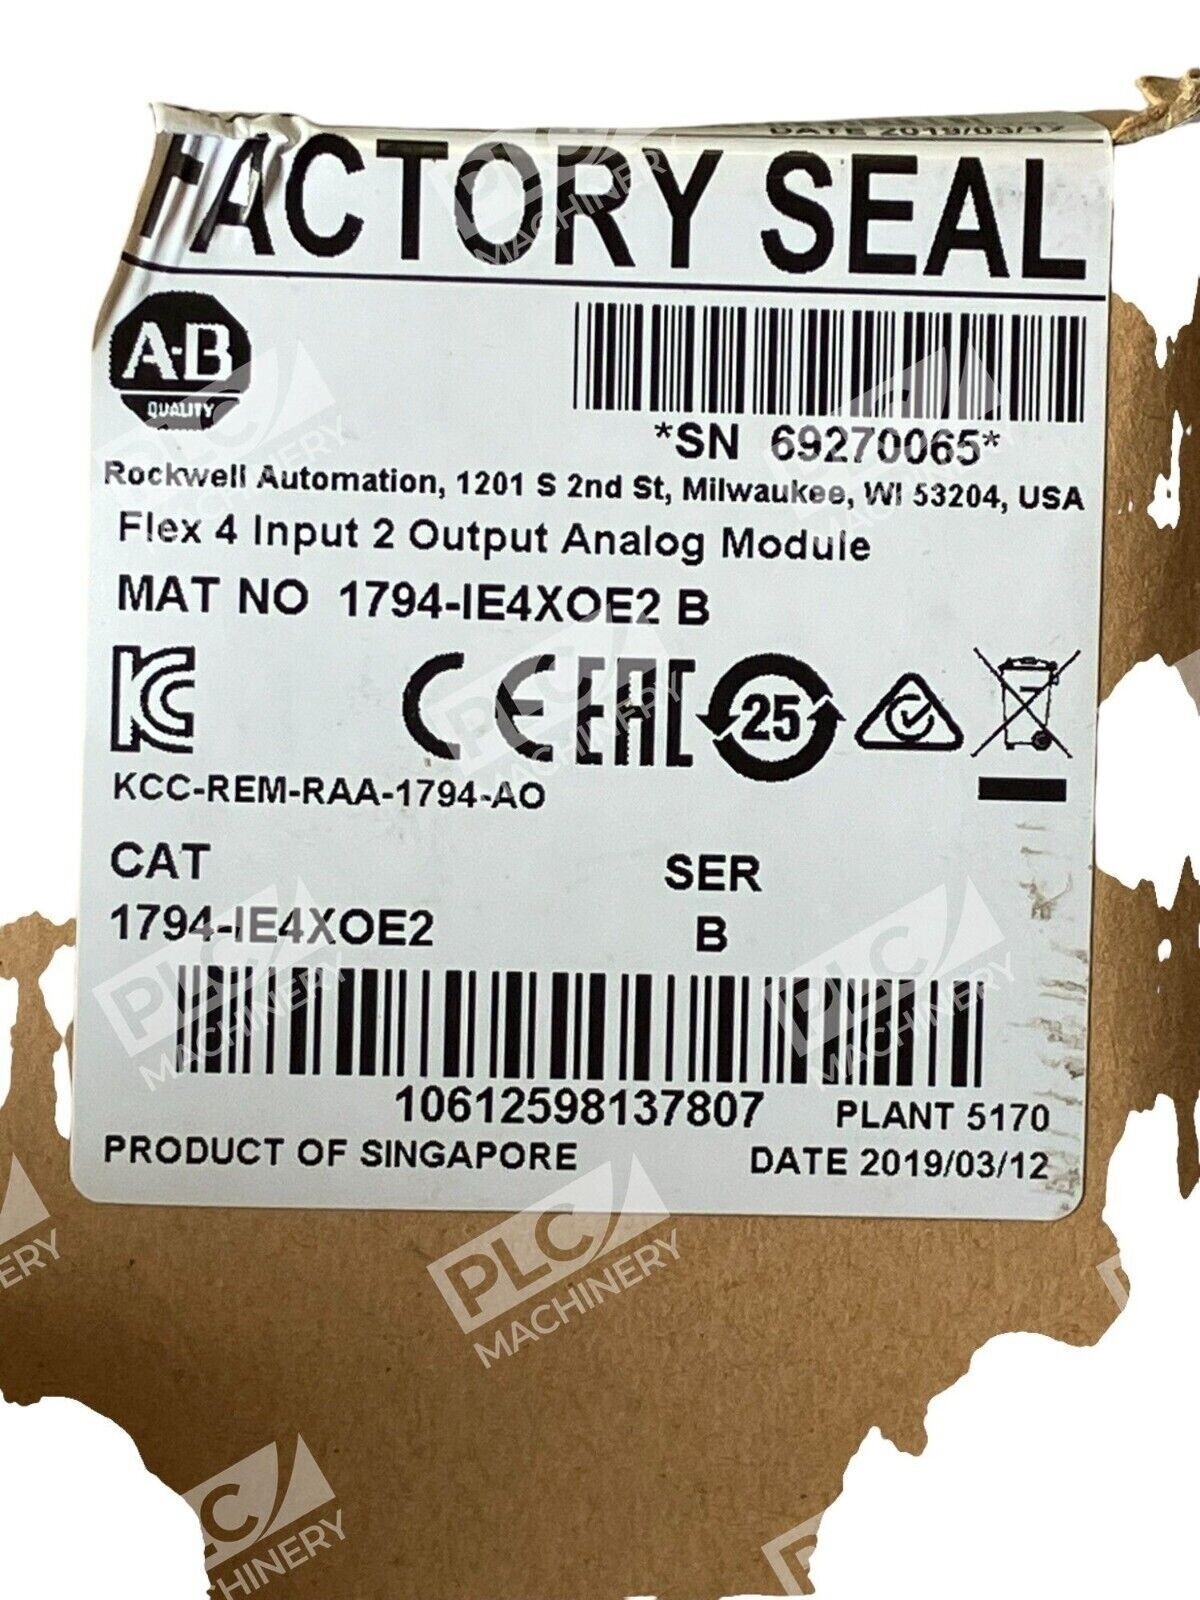 DATE 2019/03/12
FACTORY SEAL
A-B
QUALITY
*SN 69270065*
Rockwell Automation, 1201 S 2nd St, Milwaukee, WI 53204, USA
Flex 4 Input 2 Output Analog Module
MAT NO 1794-IE4XOE2 B
KC CE EAC 25
KCC-REM-RAA-1794-AO
CAT SER
1794-IE4XOE2 B
10612598137807 PLANT 5170
PRODUCT OF SINGAPORE DATE 2019/03/12
PLC
MACHINERY